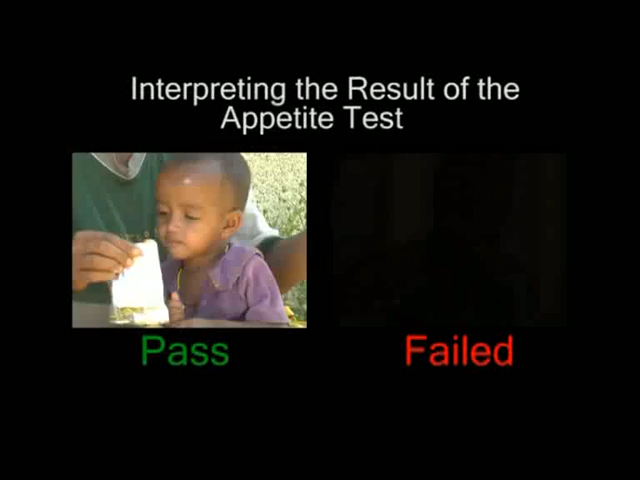 Interpreting the Result of the
Appetite Test
Pass
Failed